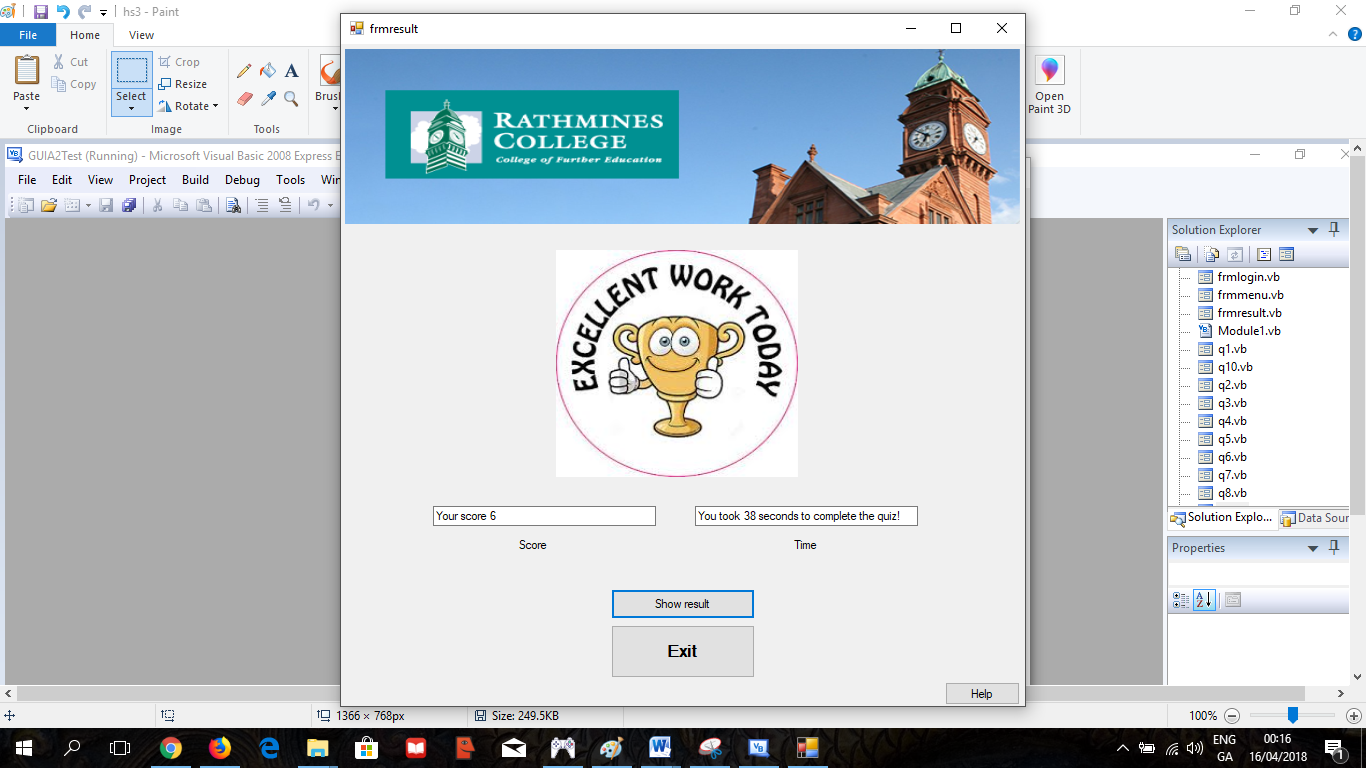 hs3 - Paint
File
Home
View
Paste
Cut
Copy
Clipboard
Select
Crop
Resize
Rotate
Image
Tools
Open
Paint 3D
frmresult
RATHMINES
COLLEGE
College of Further Education
GUIA2Test (Running) - Microsoft Visual Basic 2008 Express
File Edit View Project Build Debug Tools
Solution Explorer
frmlogin.vb
frmmenu.vb
frmresult.vb
Module1.vb
q1.vb
q10.vb
q2.vb
q3.vb
q4.vb
q5.vb
q6.vb
q7.vb
q8.vb
Solution Explo...
Data Sour
Properties
EXCELLENT WORK TODAY
Your score 6
You took 38 seconds to complete the quiz!
Score
Time
Show result
Exit
Help
1366 × 768px
Size: 249.5KB
100%
ENG
GA
00:16
16/04/2018
1